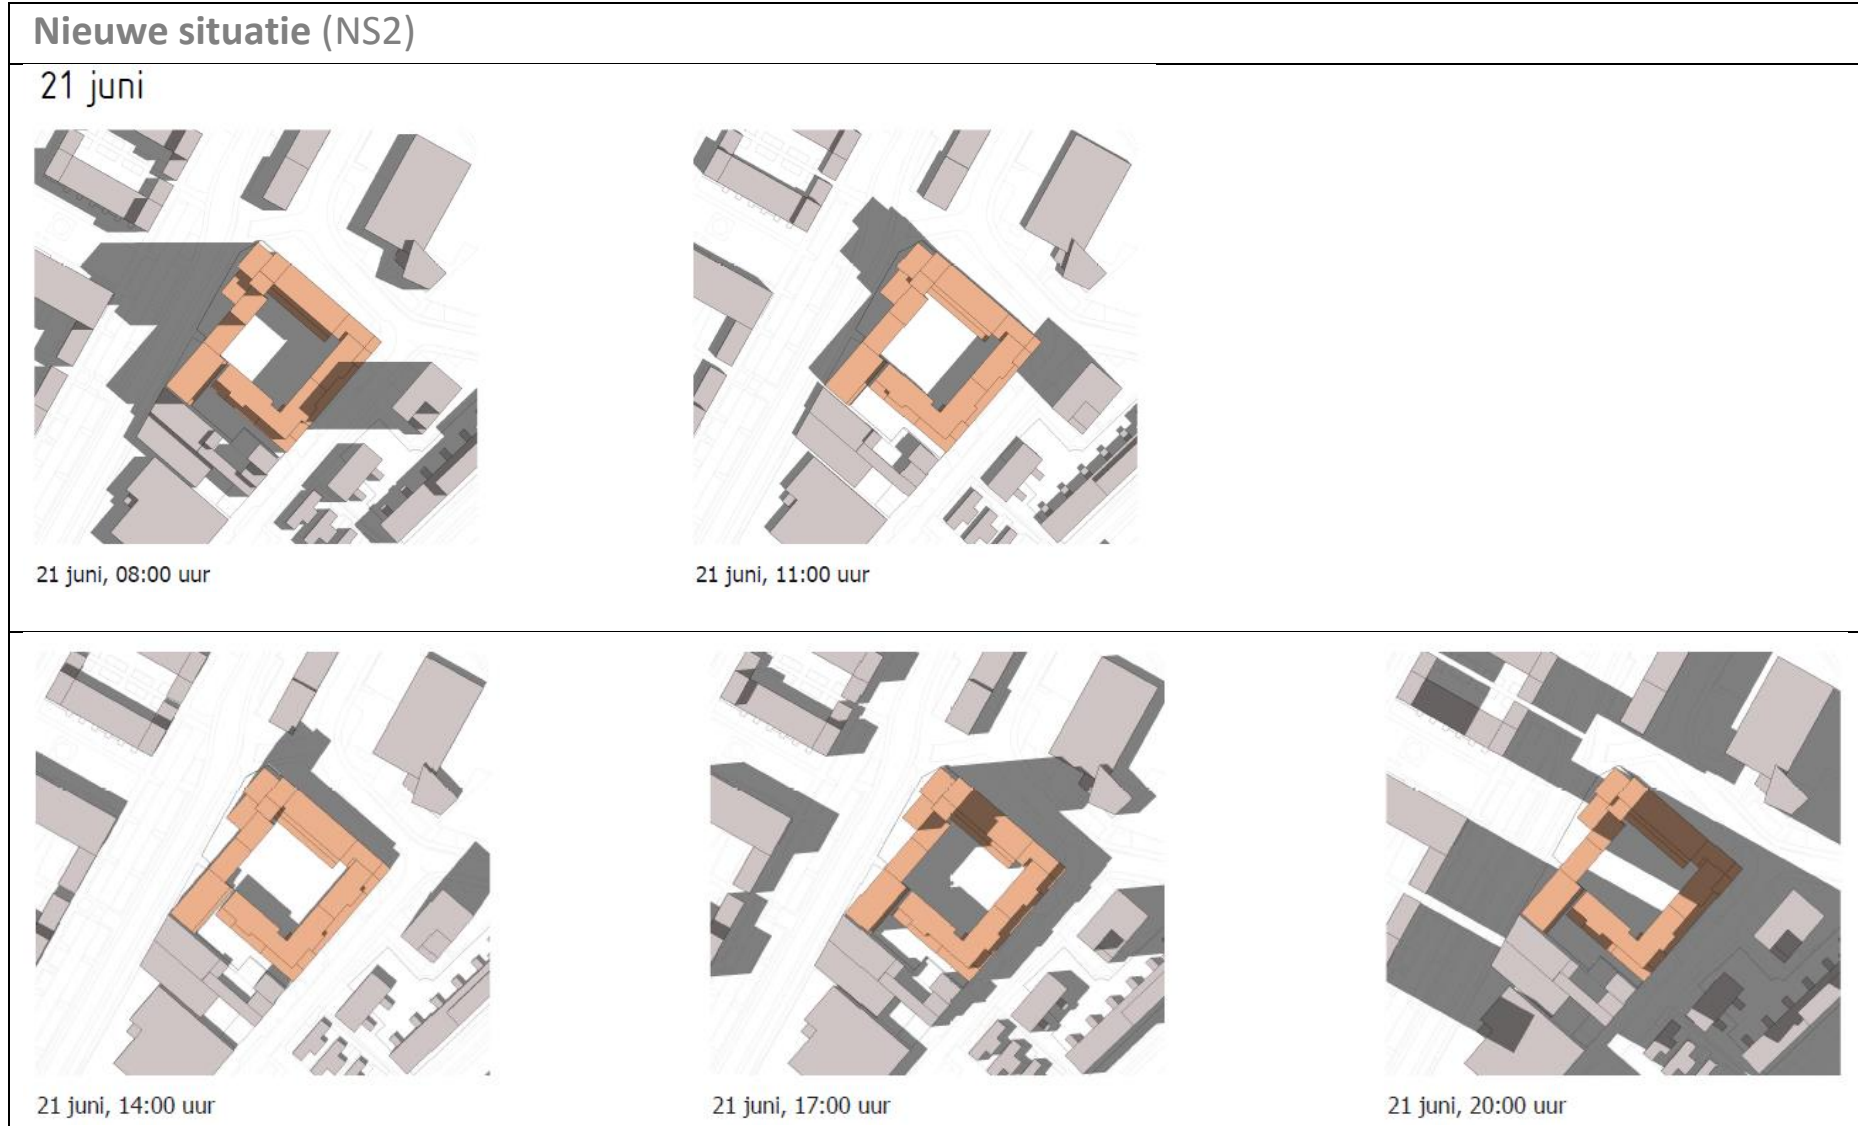 Nieuwe situatie (NS2)
21 juni
21 juni, 08:00 uur
21 juni, 11:00 uur
21 juni, 14:00 uur
21 juni, 17:00 uur
21 juni, 20:00 uur